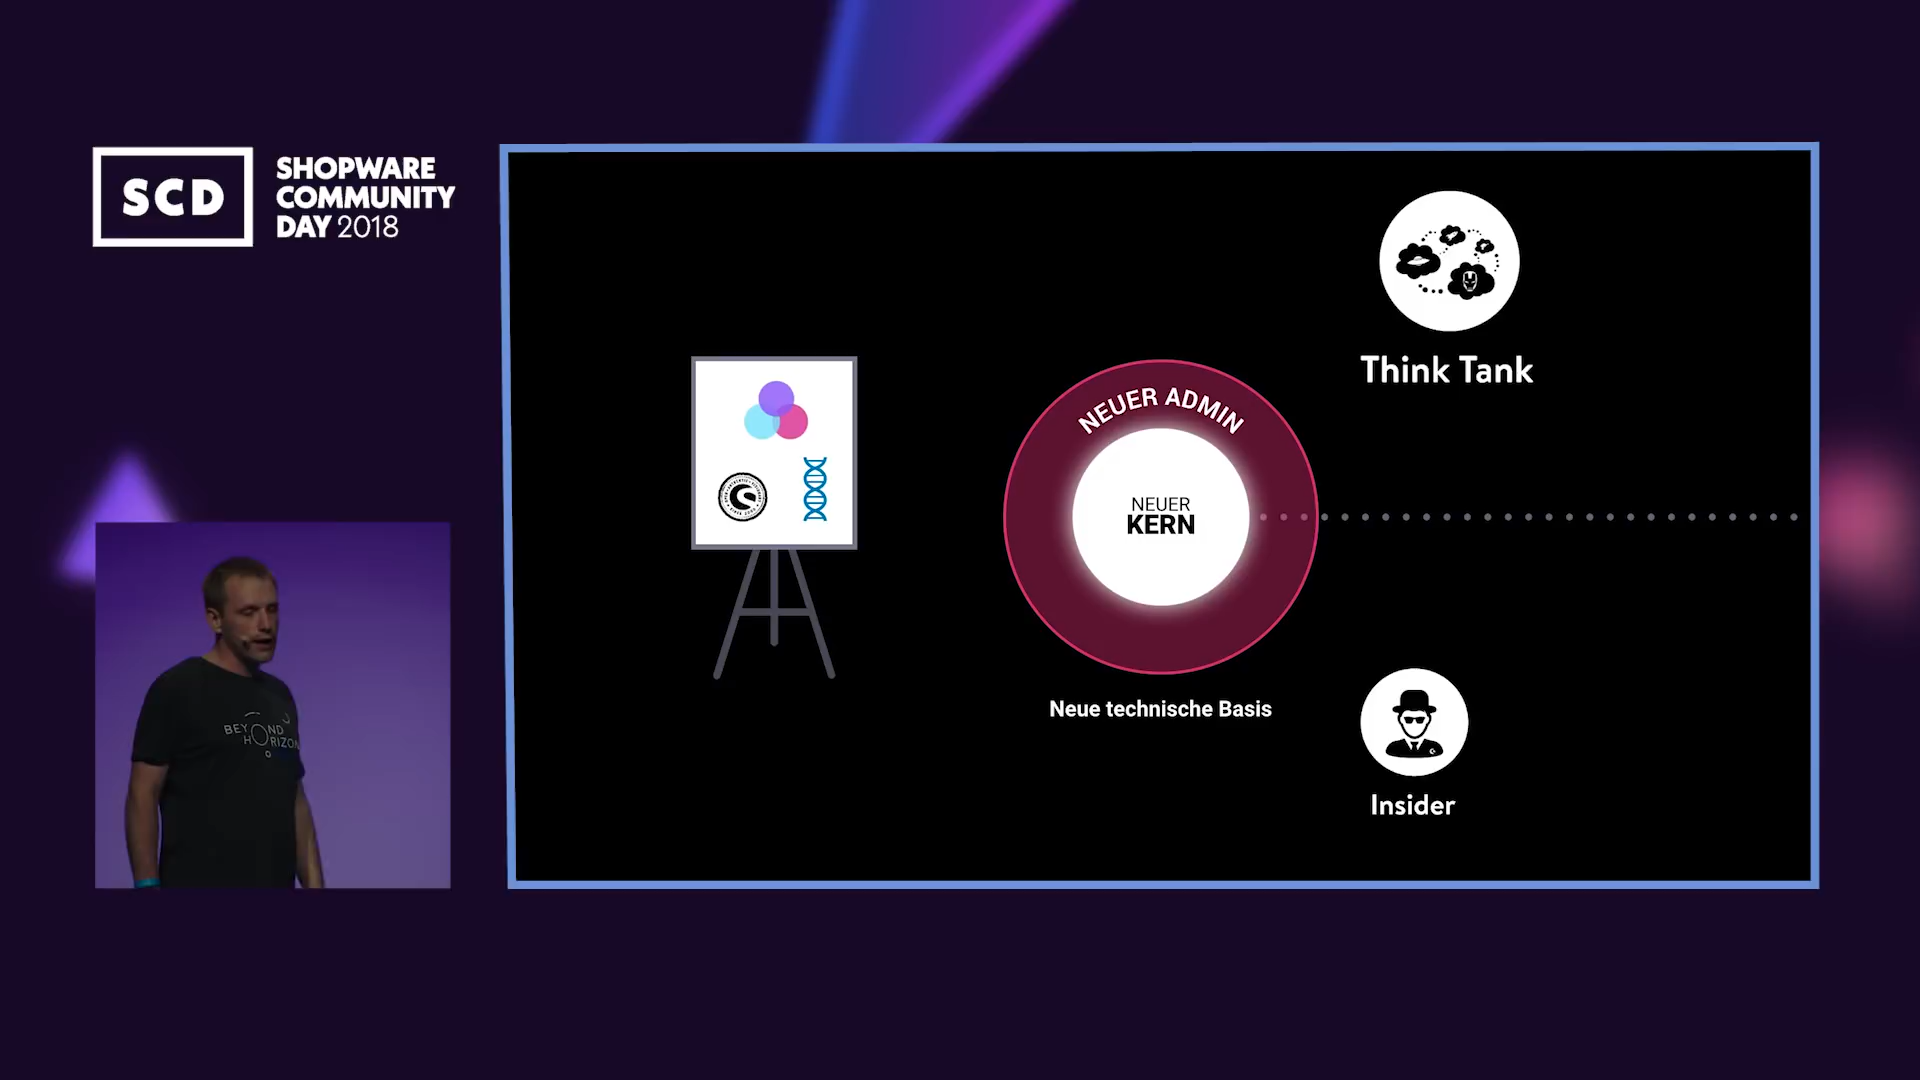 SCD
SHOPWARE
COMMUNITY
DAY 2018
Think Tank
NEUER ADMIN
NEUER
KERN
Neue technische Basis
Insider
BEYOND
HORIZON